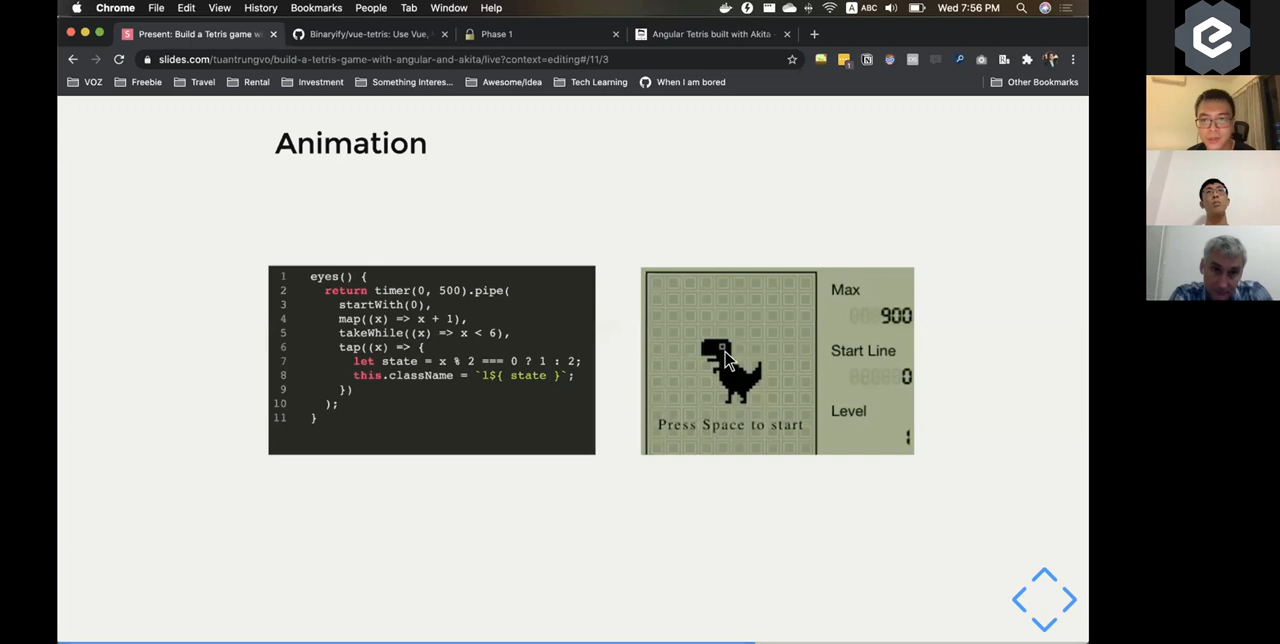 Chrome File Edit View History Bookmarks People Tab Window Help
A ABC Wed 7:56 PM
Present: Build a Tetris game wi
Binaryify/vue-tetris: Use Vue,
Phase 1
Angular Tetris built with Akita
slides.com/tuantrungvo/build-a-tetris-game-with-angular-and-akita/live?context=editing#/11/3
VOZ Freebie Travel Rental Investment Something Interes... Awesome/Idea Tech Learning When I am bored Other Bookmarks
Animation
1 eyes() {
2 return timer(0, 500).pipe(
3 startWith(0),
4 map((x) => x + 1),
5 takeWhile((x) => x < 6),
6 tap((x) => {
7 let state = x % 2 === 0 ? 1 : 2;
8 this.className = `l${ state }`;
9 })
10 );
11 }
Press Space to start
Max
900
Start Line
0
Level
1